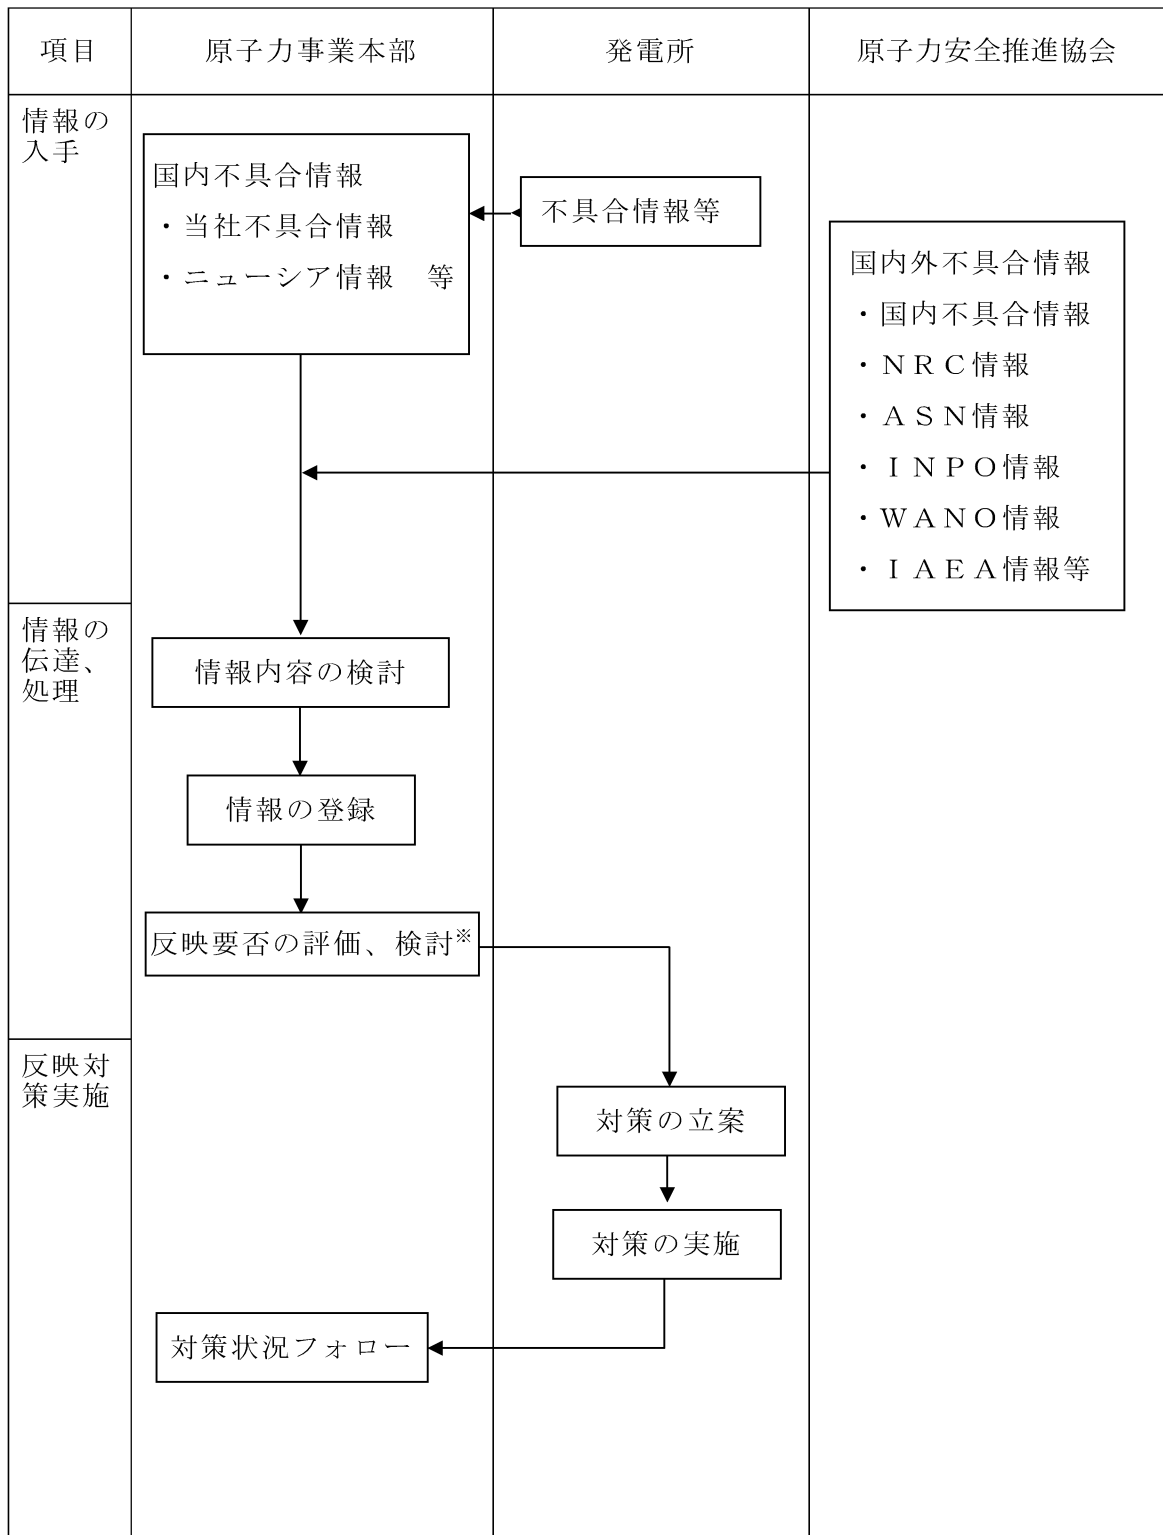 項目
原子力事業本部
発電所
原子力安全推進協会
情報の
入手
国内不具合情報
・当社不具合情報
・ニューシア情報　等
不具合情報等
国内外不具合情報
・国内不具合情報
・ＮＲＣ情報
・ＡＳＮ情報
・ＩＮＰＯ情報
・ＷＡＮＯ情報
・ＩＡＥＡ情報等
情報の
伝達、
処理
情報内容の検討
情報の登録
反映要否の評価、検討※
反映対
策実施
対策の立案
対策の実施
対策状況フォロー